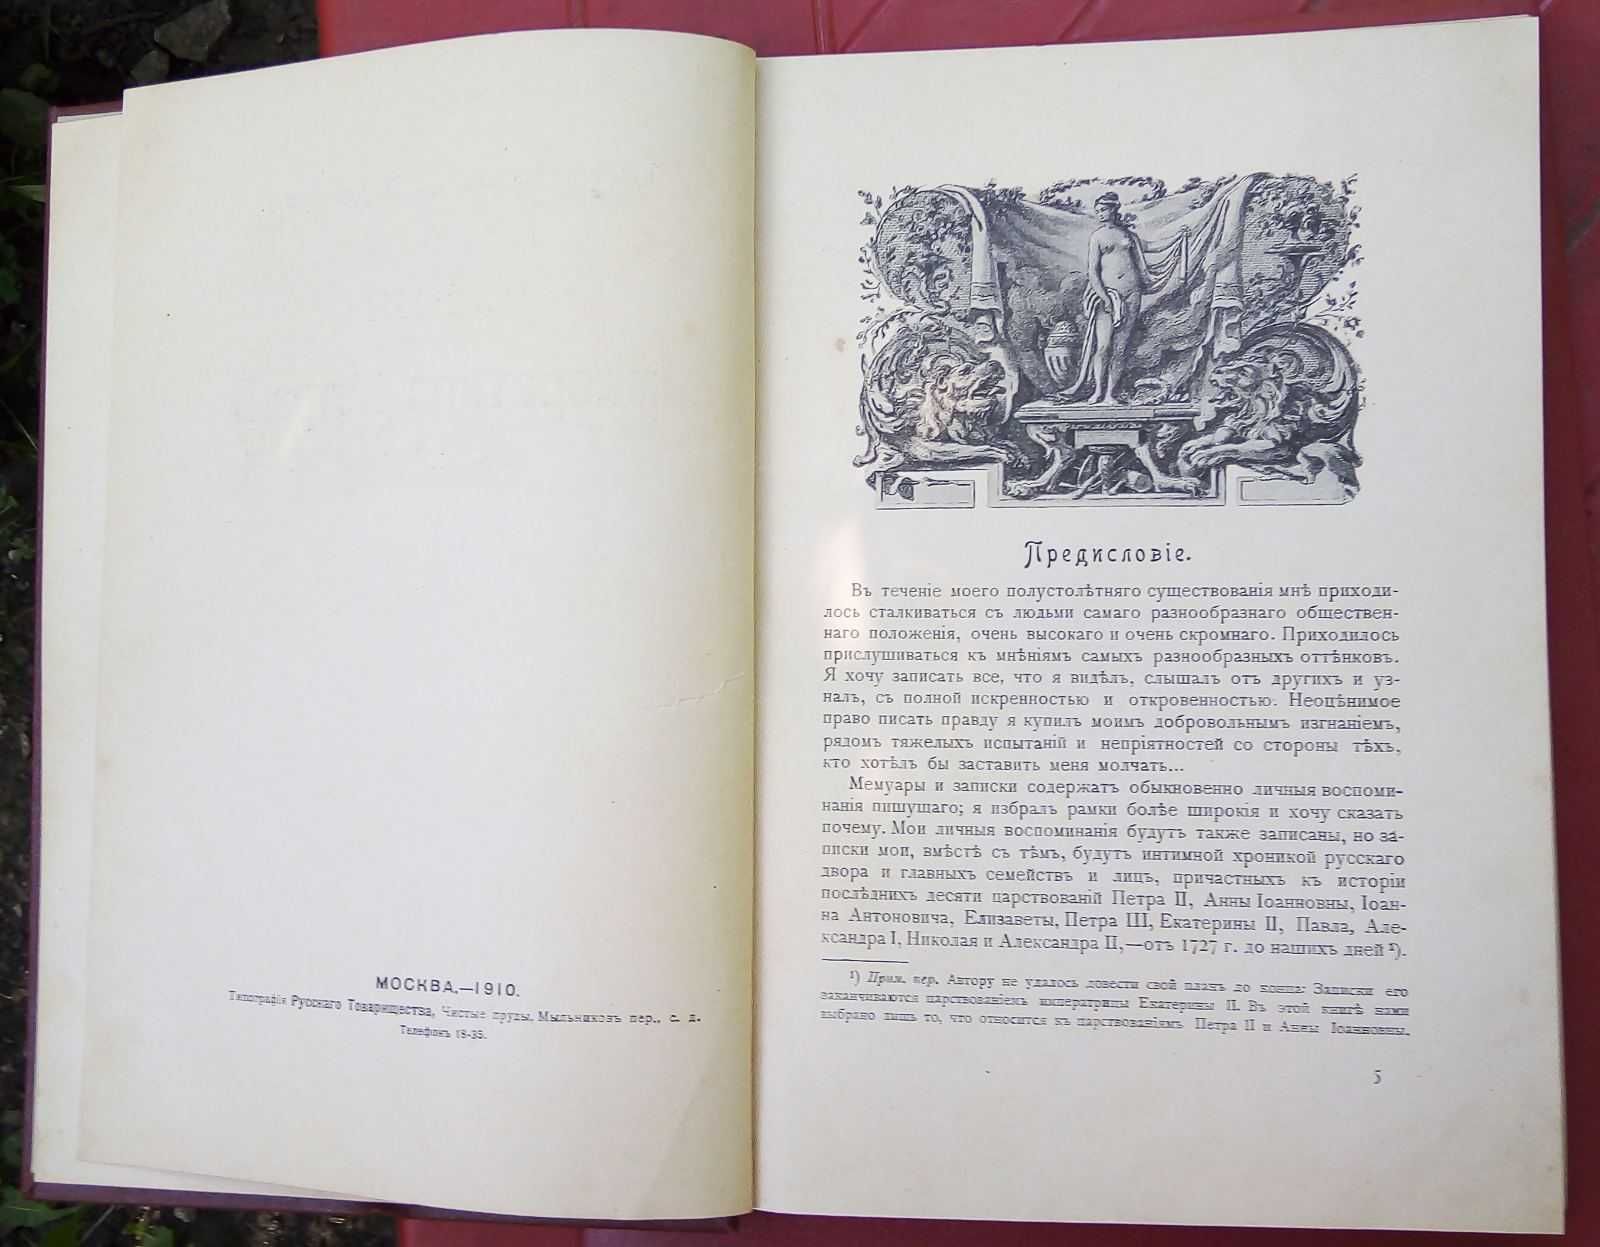 МОСКВА.—1910.
Типографія Русскаго Товарищества, Чистые пруды, Мыльниковъ пер., с. д.
Телефонъ 18-35.
Предисловіе.
Въ теченіе моего полустолѣтняго существованія мнѣ приходи-
лось сталкиваться съ людьми самаго разнообразнаго обществен-
наго положенія, очень высокаго и очень скромнаго. Приходилось
прислушиваться къ мнѣніямъ самыхъ разнообразныхъ оттѣнковъ.
Я хочу записать все, что я видѣлъ, слышалъ отъ другихъ и уз-
налъ, съ полной искренностью и откровенностью. Неоцѣнимое
право писать правду я купилъ моимъ добровольнымъ изгнаніемъ,
рядомъ тяжелыхъ испытаній и непріятностей со стороны тѣхъ,
кто хотѣлъ бы заставить меня молчать...
Мемуары и записки содержатъ обыкновенно личныя воспоми-
нанія пишущаго; я избралъ рамки болѣе широкія и хочу сказать
почему. Мои личныя воспоминанія будутъ также записаны, но за-
писки мои, вмѣстѣ съ тѣмъ, будутъ интимной хроникой русскаго
двора и главныхъ семействъ и лицъ, причастныхъ къ исторіи
послѣднихъ десяти царствованій Петра II, Анны Іоанновны, Іоан-
на Антоновича, Елизаветы, Петра III, Екатерины II, Павла, Але-
ксандра I, Николая и Александра II,—отъ 1727 г. до нашихъ дней ¹).
¹) Прим. пер. Автору не удалось довести свой планъ до конца: Записки его
заканчиваются царствованіемъ императрицы Екатерины II. Въ этой книгѣ нами
выбрано лишь то, что относится къ царствованіямъ Петра II и Анны Іоанновны.
5